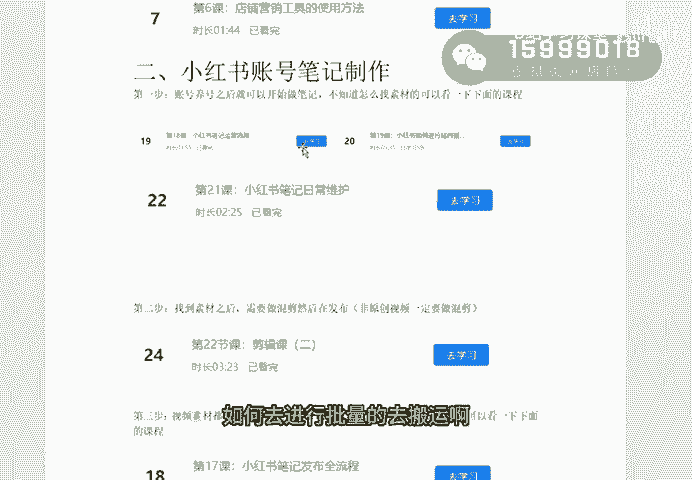 7
第6课：店铺营销工具的使用方法
时长01:44 已看完
去学习
15999018
二、小红书账号笔记制作
第一步：账号养号之后就可以开始做笔记，不知道怎么找素材的可以看一下下面的课程
19
20
去学习
22
第21课：小红书笔记日常维护
时长02:25 已看完
去学习
第二步：找到素材之后，需要做混剪然后在发布（非原创视频一定要做混剪）
24
第22节课：剪辑课（二）
时长03:23 已看完
去学习
如何去进行批量的去搬运啊
第三步：视频素材都
可以看一下下面
的课程
18
第17课：小红书笔记发布全流程
去学习